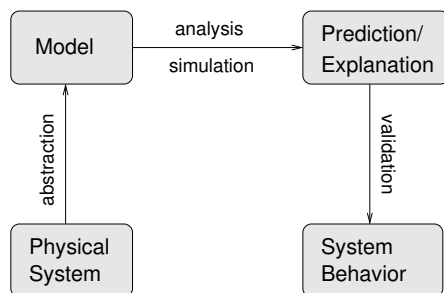 Model
analysis
simulation
Prediction/
Explanation
abstraction
validation
Physical
System
System
Behavior